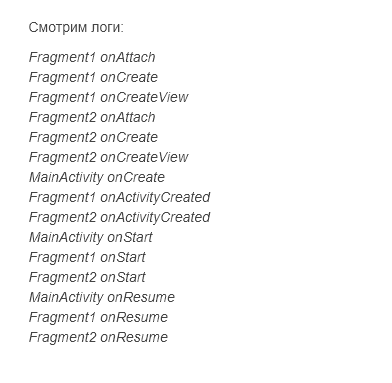 Смотрим логи:
Fragment1 onAttach
Fragment1 onCreate
Fragment1 onCreateView
Fragment2 onAttach
Fragment2 onCreate
Fragment2 onCreateView
MainActivity onCreate
Fragment1 onActivityCreated
Fragment2 onActivityCreated
MainActivity onStart
Fragment1 onStart
Fragment2 onStart
MainActivity onResume
Fragment1 onResume
Fragment2 onResume